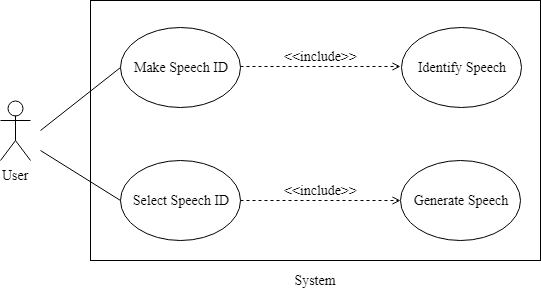 Make Speech ID
<<include>>
Identify Speech
User
Select Speech ID
<<include>>
Generate Speech
System